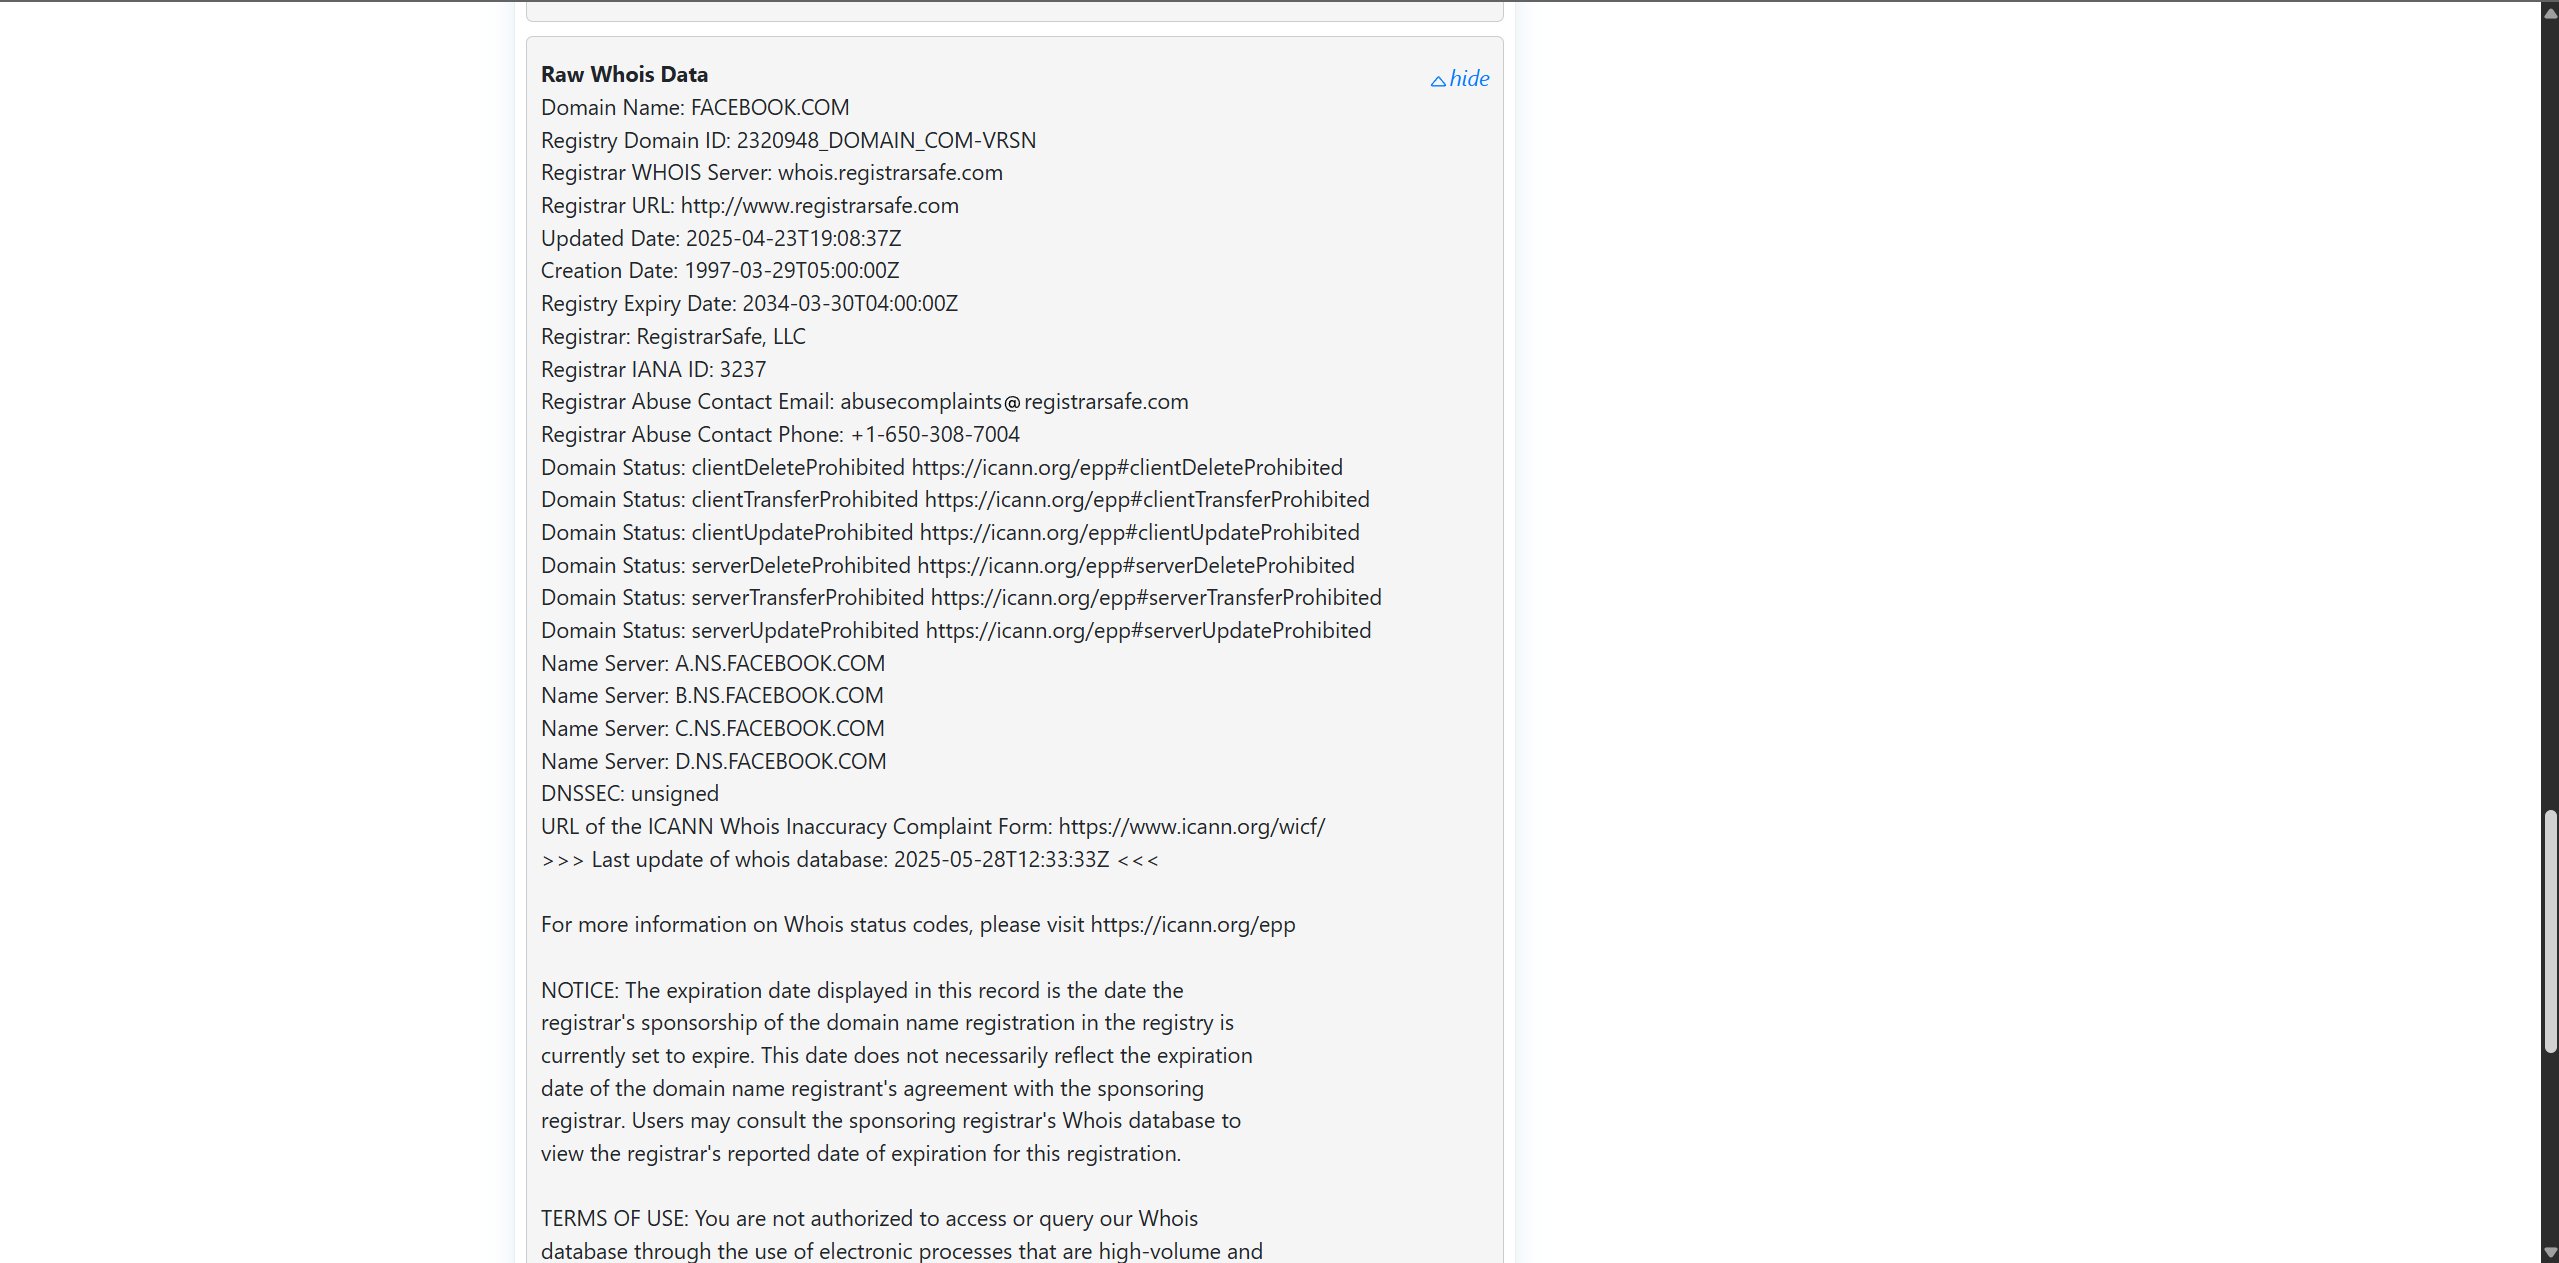 Raw Whois Data
hide
Domain Name: FACEBOOK.COM
Registry Domain ID: 2320948_DOMAIN_COM-VRSN
Registrar WHOIS Server: whois.registrarsafe.com
Registrar URL: http://www.registrarsafe.com
Updated Date: 2025-04-23T19:08:37Z
Creation Date: 1997-03-29T05:00:00Z
Registry Expiry Date: 2034-03-30T04:00:00Z
Registrar: RegistrarSafe, LLC
Registrar IANA ID: 3237
Registrar Abuse Contact Email: abusecomplaints@registrarsafe.com
Registrar Abuse Contact Phone: +1-650-308-7004
Domain Status: clientDeleteProhibited https://icann.org/epp#clientDeleteProhibited
Domain Status: clientTransferProhibited https://icann.org/epp#clientTransferProhibited
Domain Status: clientUpdateProhibited https://icann.org/epp#clientUpdateProhibited
Domain Status: serverDeleteProhibited https://icann.org/epp#serverDeleteProhibited
Domain Status: serverTransferProhibited https://icann.org/epp#serverTransferProhibited
Domain Status: serverUpdateProhibited https://icann.org/epp#serverUpdateProhibited
Name Server: A.NS.FACEBOOK.COM
Name Server: B.NS.FACEBOOK.COM
Name Server: C.NS.FACEBOOK.COM
Name Server: D.NS.FACEBOOK.COM
DNSSEC: unsigned
URL of the ICANN Whois Inaccuracy Complaint Form: https://www.icann.org/wicf/
>>> Last update of whois database: 2025-05-28T12:33:33Z <<<
For more information on Whois status codes, please visit https://icann.org/epp
NOTICE: The expiration date displayed in this record is the date the
registrar's sponsorship of the domain name registration in the registry is
currently set to expire. This date does not necessarily reflect the expiration
date of the domain name registrant's agreement with the sponsoring
registrar. Users may consult the sponsoring registrar's Whois database to
view the registrar's reported date of expiration for this registration.
TERMS OF USE: You are not authorized to access or query our Whois
database through the use of electronic processes that are high-volume and